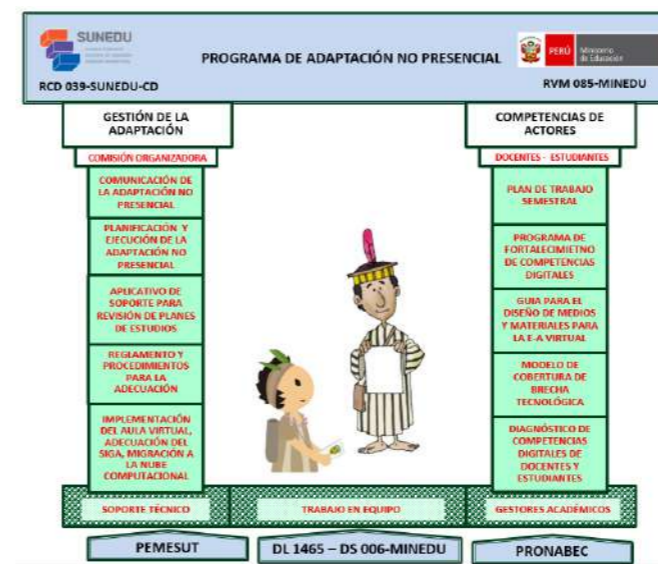 SUNEDU
PROGRAMA DE ADAPTACIÓN NO PRESENCIAL
PERÚ
Ministerio
de Educación
RCD 039-SUNEDU-CD
RVM 085-MINEDU
GESTIÓN DE LA
ADAPTACIÓN
COMISIÓN ORGANIZADORA
COMUNICACIÓN DE
LA ADAPTACIÓN NO
PRESENCIAL
PLANIFICACIÓN Y
EJECUCIÓN DE LA
ADAPTACIÓN NO
PRESENCIAL
APLICATIVO DE
SOPORTE PARA
REVISIÓN DE PLANES
DE ESTUDIOS
REGLAMENTO Y
PROCEDIMIENTOS
PARA LA
ADECUACIÓN
IMPLEMENTACIÓN
DEL AULA VIRTUAL,
ADECUACIÓN DEL
SIGA, MIGRACIÓN A
LA NUBE
COMPUTACIONAL
COMPETENCIAS DE
ACTORES
DOCENTES - ESTUDIANTES
PLAN DE TRABAJO
SEMESTRAL
PROGRAMA DE
FORTALECIMIETNO
DE COMPETENCIAS
DIGITALES
GUIA PARA EL
DISEÑO DE MEDIOS
Y MATERIALES PARA
LA E-A VIRTUAL
MODELO DE
COBERTURA DE
BRECHA
TECNOLÓGICA
DIAGNÓSTICO DE
COMPETENCIAS
DIGITALES DE
DOCENTES Y
ESTUDIANTES
SOPORTE TÉCNICO
TRABAJO EN EQUIPO
GESTORES ACADÉMICOS
PEMESUT
DL 1465 – DS 006-MINEDU
PRONABEC